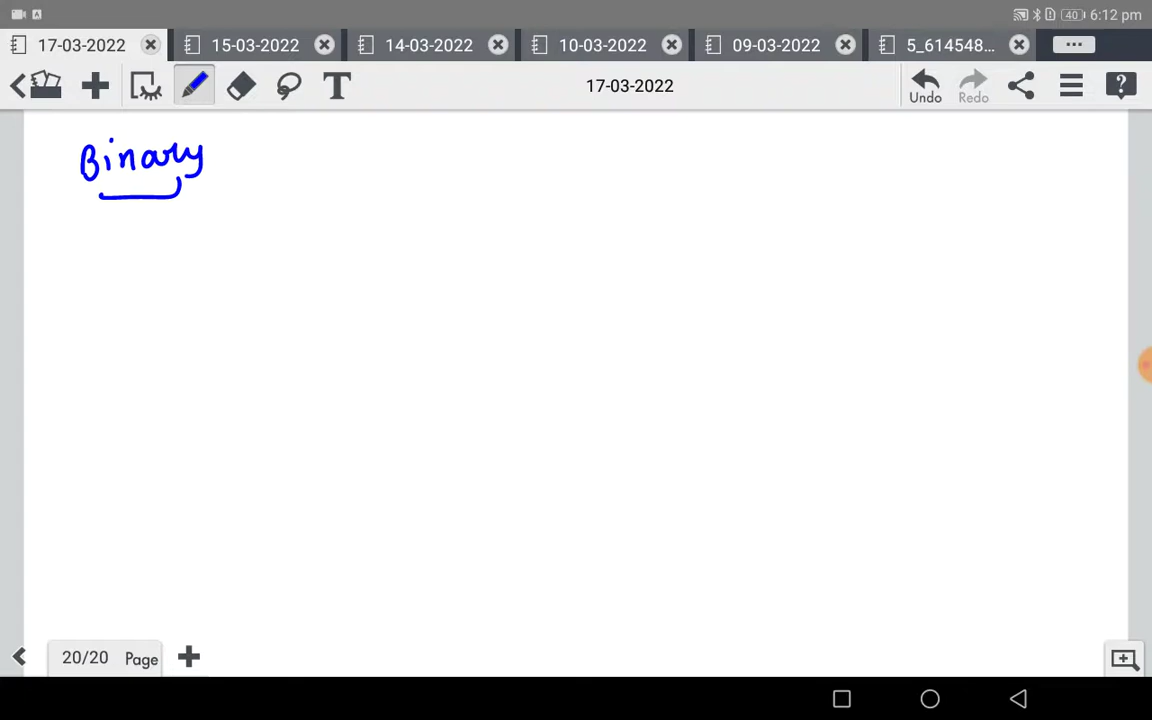 40 6:12 pm
17-03-2022 15-03-2022 14-03-2022 10-03-2022 09-03-2022 5_614548... ...
T 17-03-2022 Undo Redo ?
Binary
20/20 Page